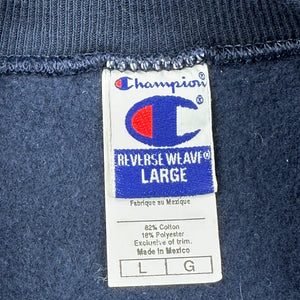 Champion®
®
REVERSE WEAVE®
LARGE
Fabrique au Mexique
82% Cotton
18% Polyester
Exclusive of trim.
Made in Mexico
L G